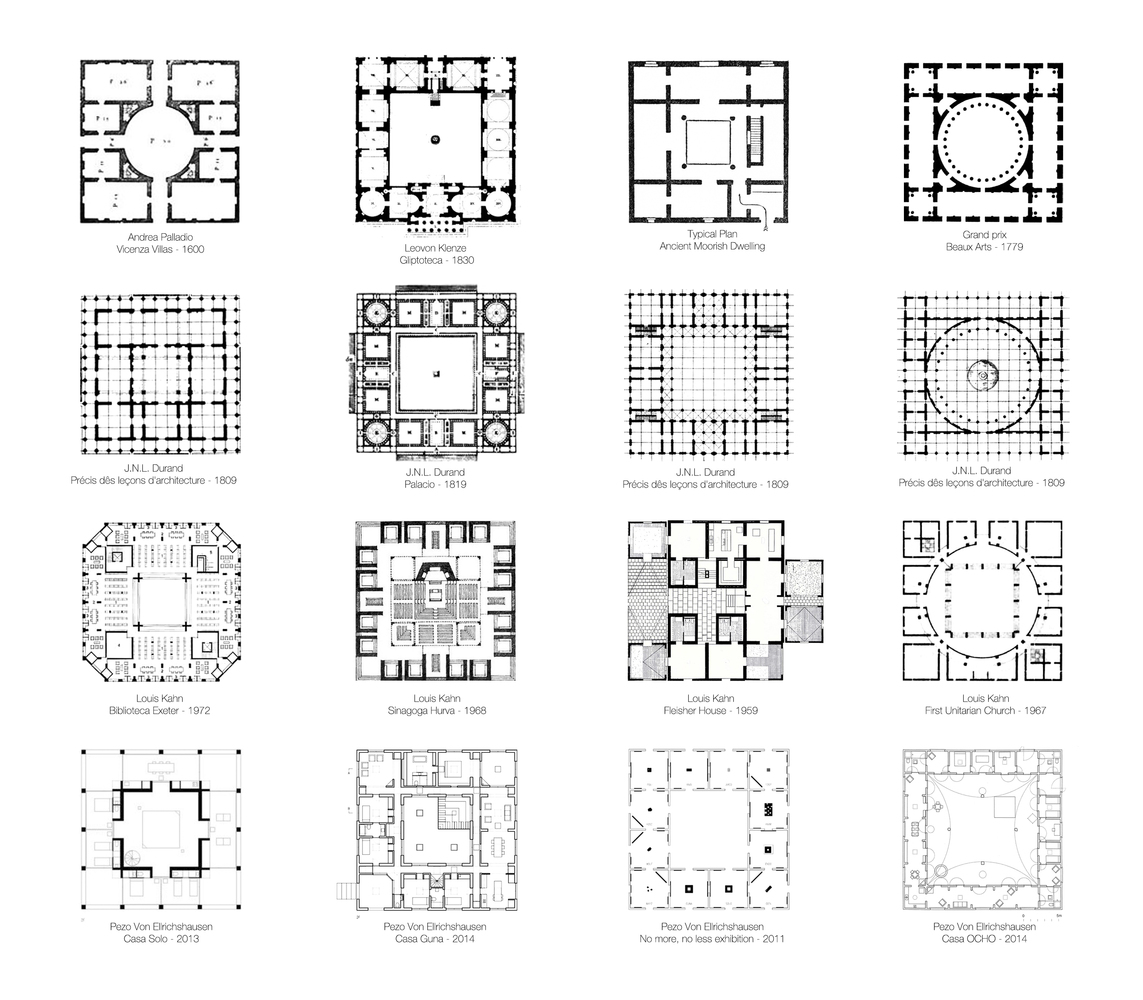 Andrea Palladio
Vicenza Villas - 1600
Leovon Klenze
Gliptoteca - 1830
Typical Plan
Ancient Moorish Dwelling
Grand prix
Beaux Arts - 1779
J.N.L. Durand
Précis dês leçons d'architecture - 1809
J.N.L. Durand
Palacio - 1819
J.N.L. Durand
Précis dês leçons d'architecture - 1809
J.N.L. Durand
Précis dês leçons d'architecture - 1809
Louis Kahn
Biblioteca Exeter - 1972
Louis Kahn
Sinagoga Hurva - 1968
Louis Kahn
Fleisher House - 1959
Louis Kahn
First Unitarian Church - 1967
Pezo Von Ellrichshausen
Casa Solo - 2013
Pezo Von Ellrichshausen
Casa Guna - 2014
Pezo Von Ellrichshausen
No more, no less exhibition - 2011
Pezo Von Ellrichshausen
Casa OCHO - 2014